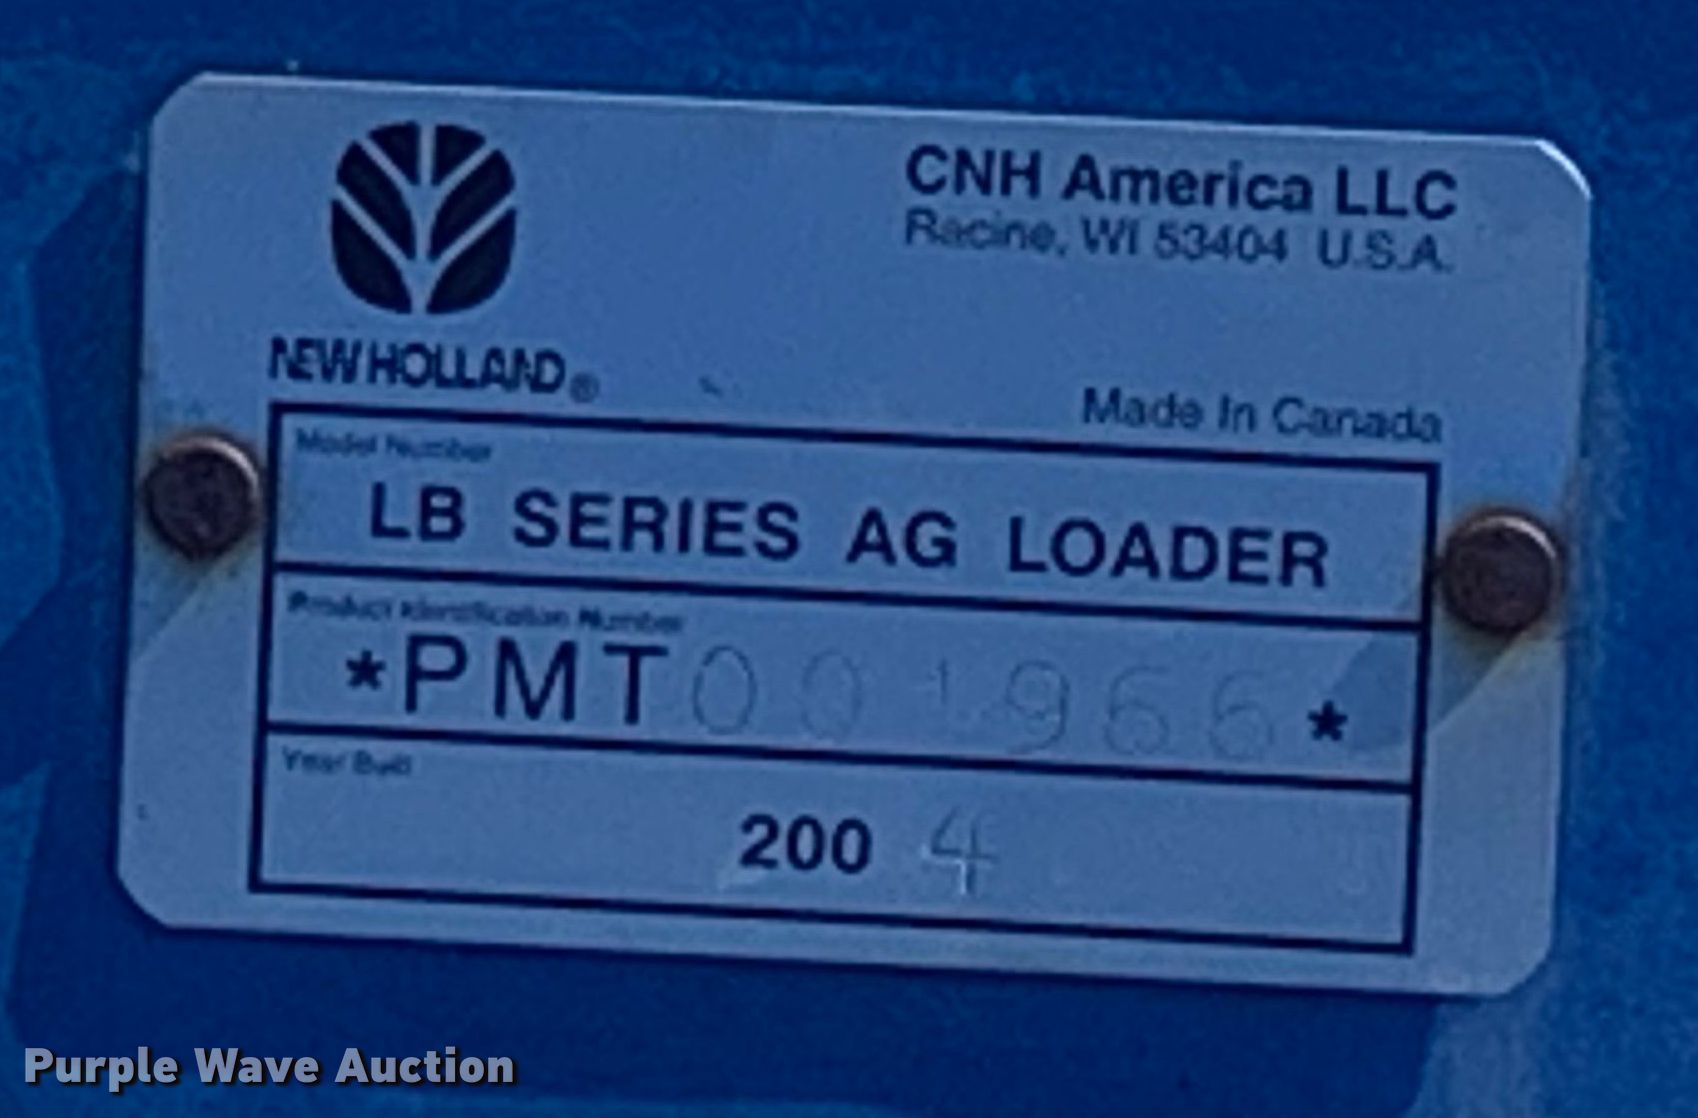 CNH America LLC
Racine, WI 53404 U.S.A.
NEW HOLLAND®
Made In Canada
Model Number
LB SERIES AG LOADER
Product Identification Number
*PMT001966*
Year Built
2004
Purple Wave Auction